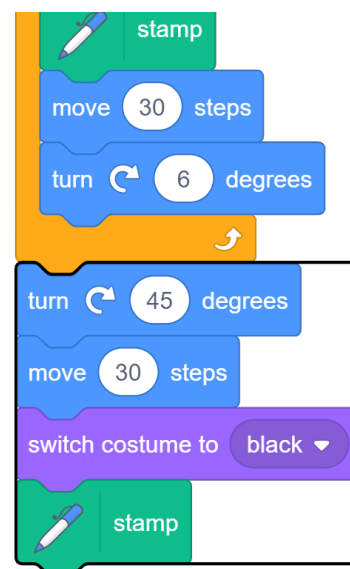 stamp
move 30 steps
turn 6 degrees
turn 45 degrees
move 30 steps
switch costume to black
stamp